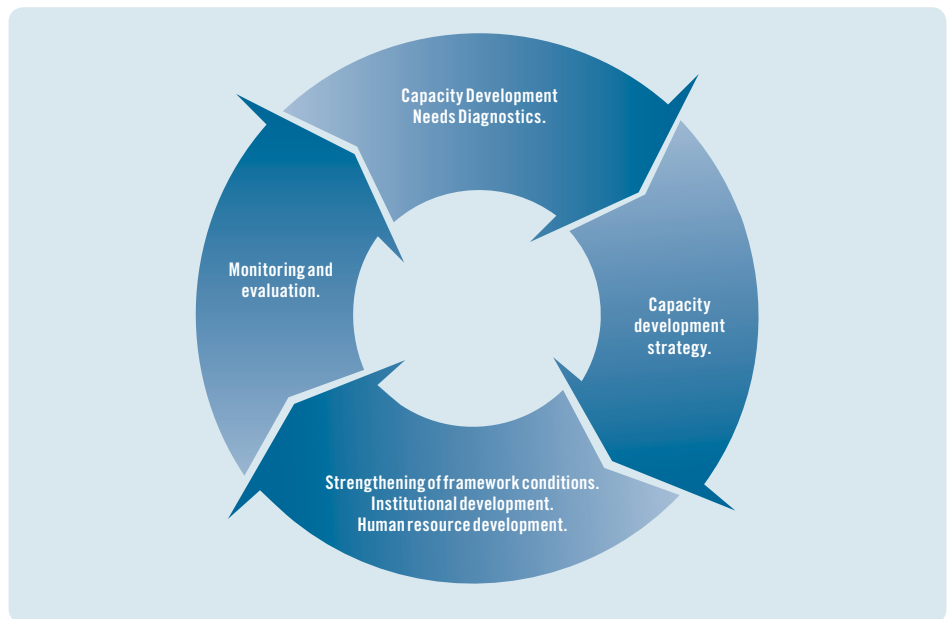 Capacity Development
Needs Diagnostics.
Capacity
development
strategy.
Strengthening of framework conditions.
Institutional development.
Human resource development.
Monitoring and
evaluation.